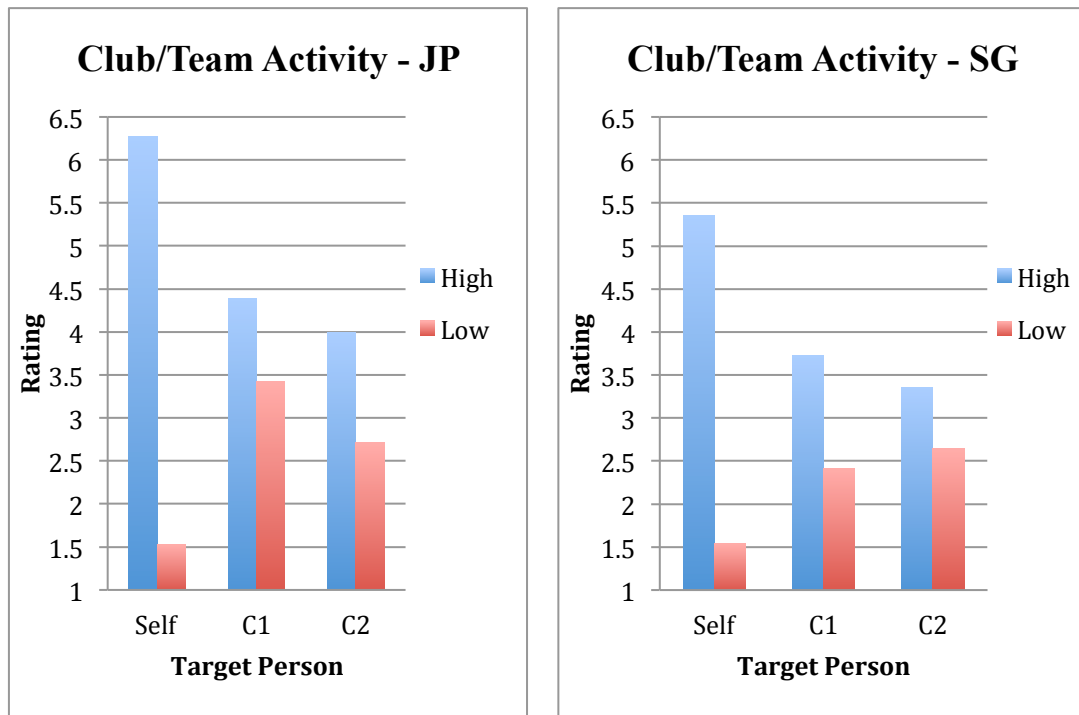 Club/Team Activity - JP
6.5
6
5.5
5
4.5
4
3.5
3
2.5
2
1.5
1
Rating
High
Low
Self C1 C2
Target Person
Club/Team Activity - SG
6.5
6
5.5
5
4.5
4
3.5
3
2.5
2
1.5
1
Rating
High
Low
Self C1 C2
Target Person